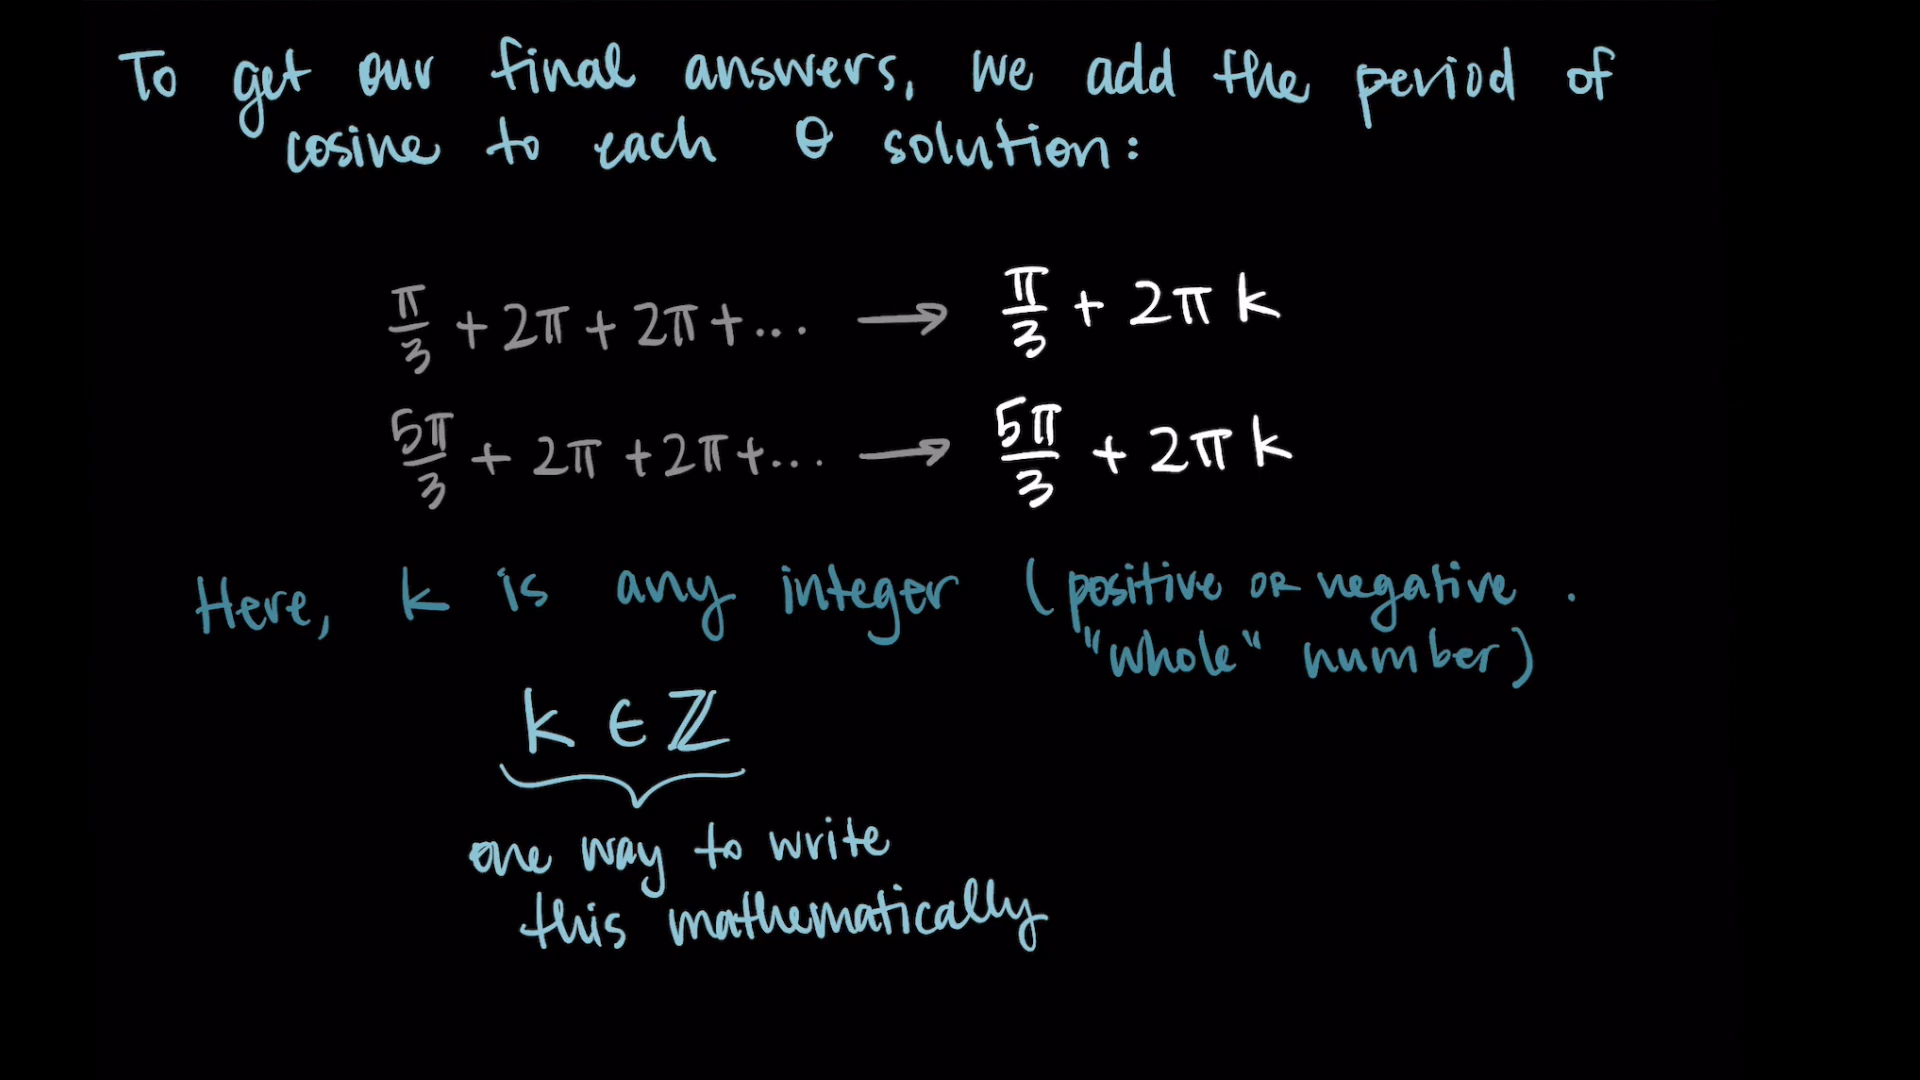 To get our final answers, we add the period of
cosine to each θ solution:
π/3 + 2π + 2π + ... → π/3 + 2π k
5π/3 + 2π + 2π + ... → 5π/3 + 2π k
Here, k is any integer (positive OR negative .
"whole" number)
k ∈ ℤ
one way to write
this mathematically